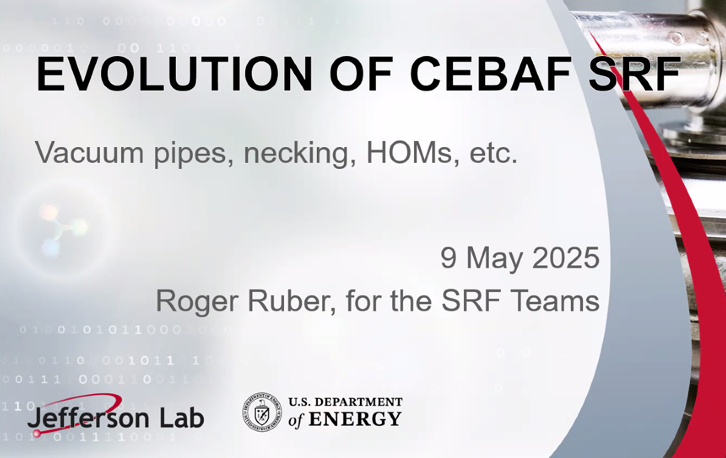 EVOLUTION OF CEBAF SRF
Vacuum pipes, necking, HOMs, etc.
9 May 2025
Roger Ruber, for the SRF Teams
Jefferson Lab
U.S. DEPARTMENT
of ENERGY